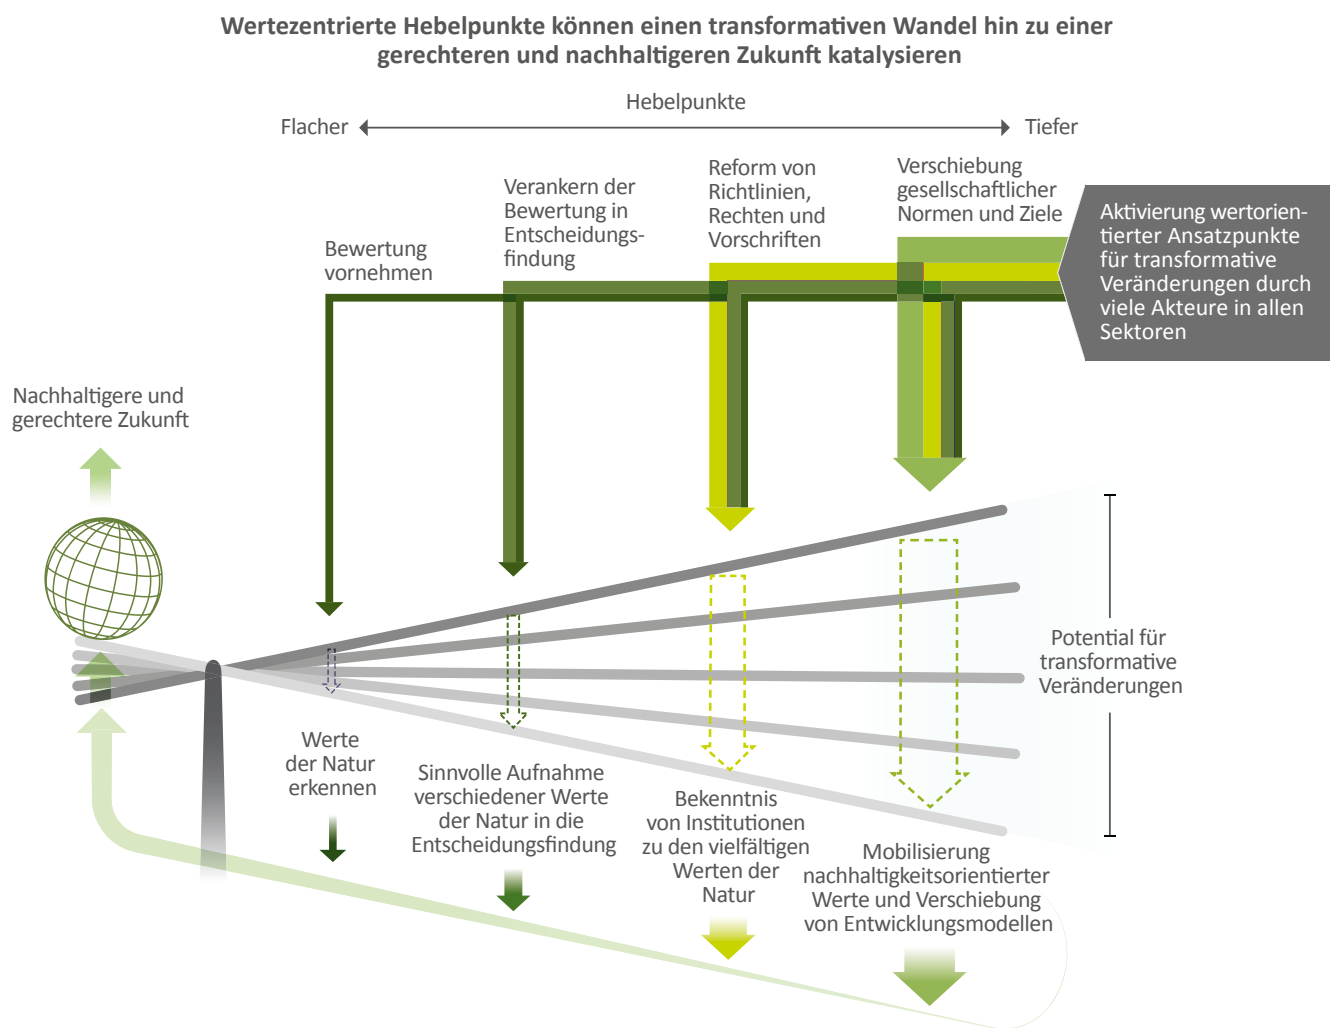 Wertezentrierte Hebelpunkte können einen transformativen Wandel hin zu einer
gerechteren und nachhaltigeren Zukunft katalysieren
Hebelpunkte
Flacher
Tiefer
Bewertung
vornehmen
Verankern der
Bewertung in
Entscheidungs-
findung
Reform von
Richtlinien,
Rechten und
Vorschriften
Verschiebung
gesellschaftlicher
Normen und Ziele
Aktivierung wertorien-
tierter Ansatzpunkte
für transformative
Veränderungen durch
viele Akteure in allen
Sektoren
Nachhaltigere und
gerechtere Zukunft
Potential für
transformative
Veränderungen
Werte
der Natur
erkennen
Sinnvolle Aufnahme
verschiedener Werte
der Natur in die
Entscheidungsfindung
Bekenntnis
von Institutionen
zu den vielfältigen
Werten der
Natur
Mobilisierung
nachhaltigkeitsorientierter
Werte und Verschiebung
von Entwicklungsmodellen